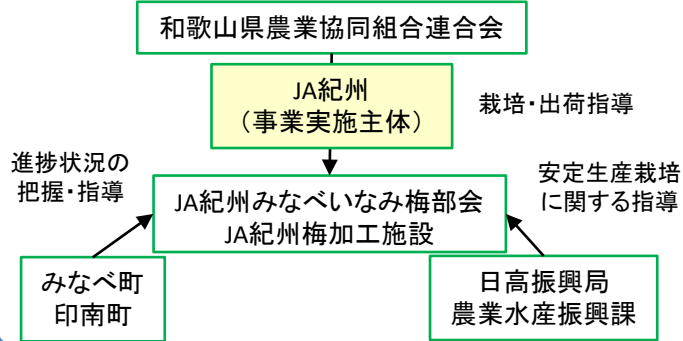 和歌山県農業協同組合連合会
JA紀州
（事業実施主体）
栽培・出荷指導
進捗状況の
把握・指導
安定生産栽培
に関する指導
JA紀州みなべいなみ梅部会
JA紀州梅加工施設
みなべ町
印南町
日高振興局
農業水産振興課